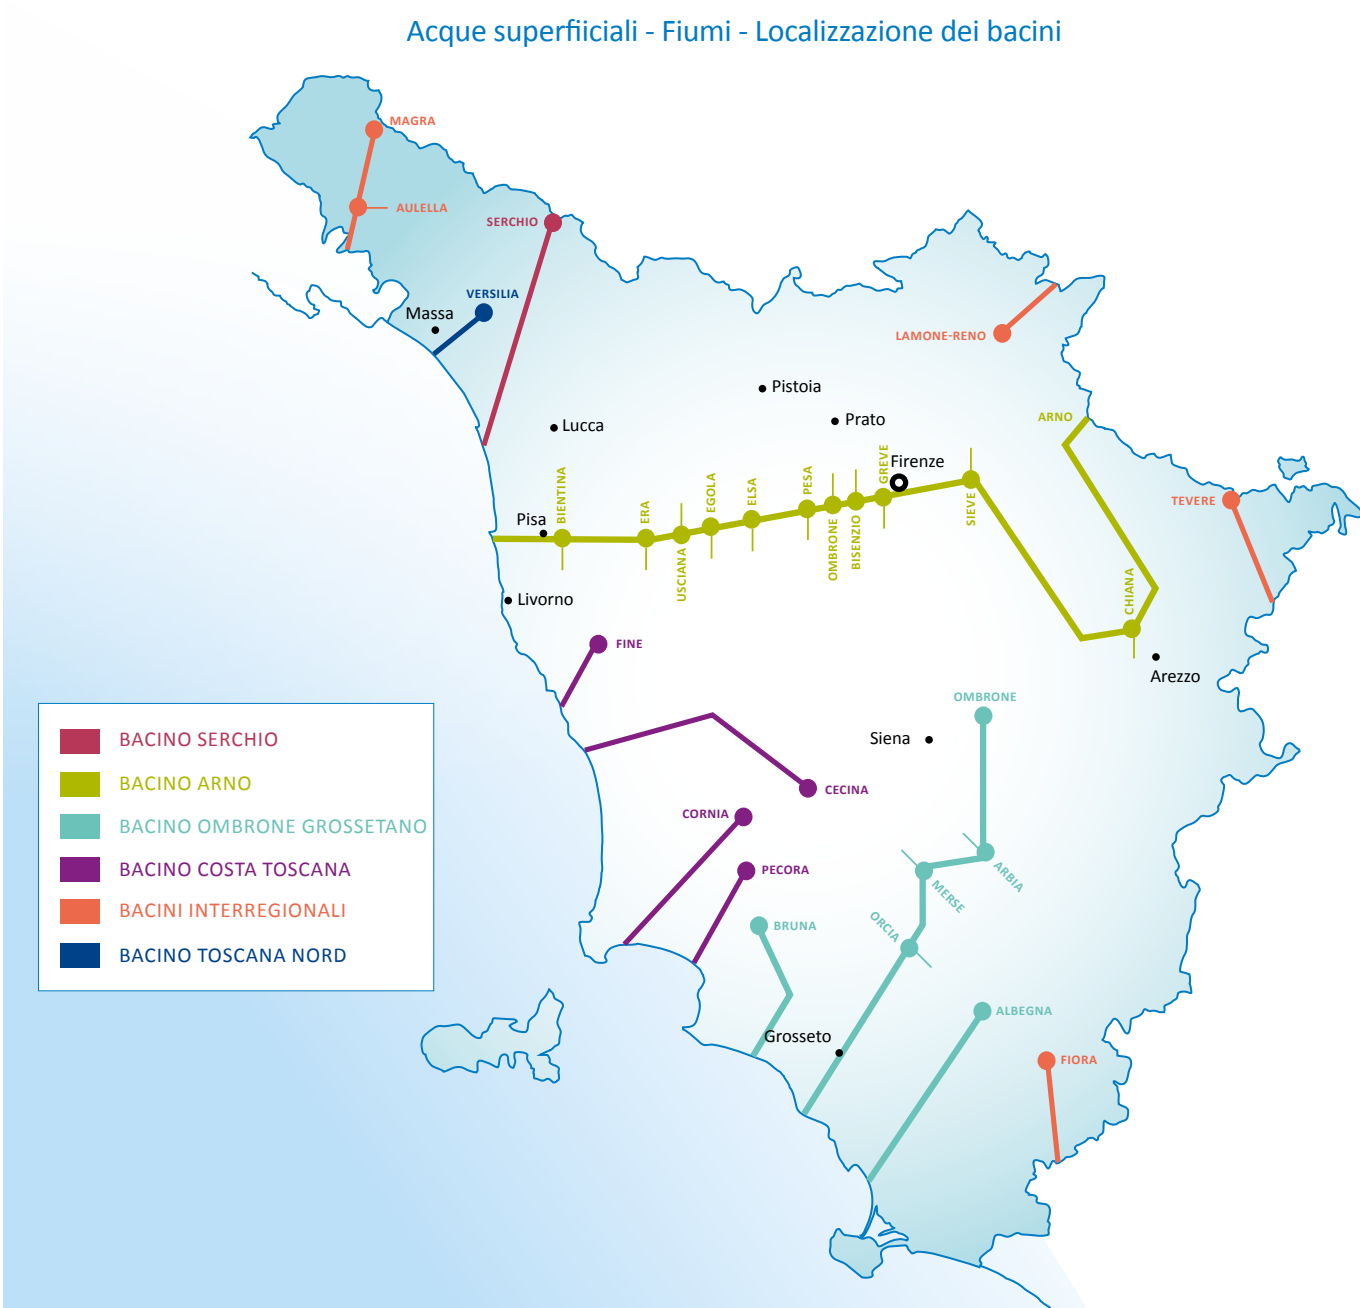 Acque superfiiciali - Fiumi - Localizzazione dei bacini
MAGRA
AULELLA
SERCHIO
VERSILIA
Massa
LAMONE-RENO
Pistoia
Prato
Lucca
ARNO
GREVE
Firenze
TEVERE
Pisa
BIENTINA
ERA
USCIANA
EGOLA
ELSA
PESA
OMBRONE
BISENZIO
SIEVE
CHIANA
Livorno
FINE
Arezzo
OMBRONE
Siena
CECINA
CORNIA
PECORA
ARBIA
MERSE
ORCIA
BRUNA
ALBEGNA
Grosseto
FIORA
BACINO SERCHIO
BACINO ARNO
BACINO OMBRONE GROSSETANO
BACINO COSTA TOSCANA
BACINI INTERREGIONALI
BACINO TOSCANA NORD